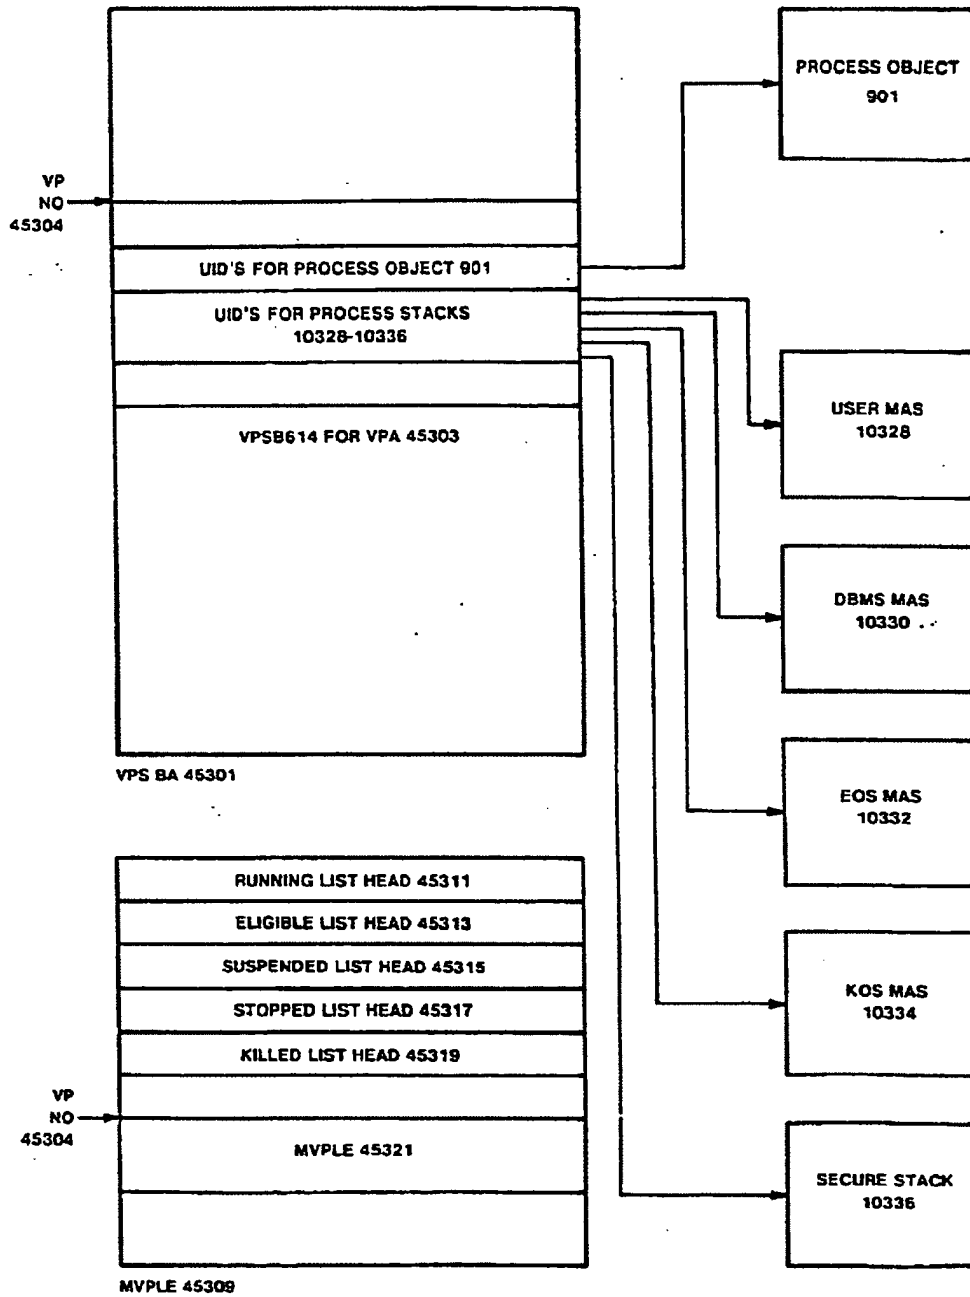 PROCESS OBJECT
901
VP
NO
45304
UID'S FOR PROCESS OBJECT 901
UID'S FOR PROCESS STACKS
10328-10336
VPSB614 FOR VPA 45303
VPS BA 45301
USER MAS
10328
DBMS MAS
10330
EOS MAS
10332
KOS MAS
10334
SECURE STACK
10336
RUNNING LIST HEAD 45311
ELIGIBLE LIST HEAD 45313
SUSPENDED LIST HEAD 45315
STOPPED LIST HEAD 45317
KILLED LIST HEAD 45319
VP
NO
45304
MVPLE 45321
MVPLE 45309